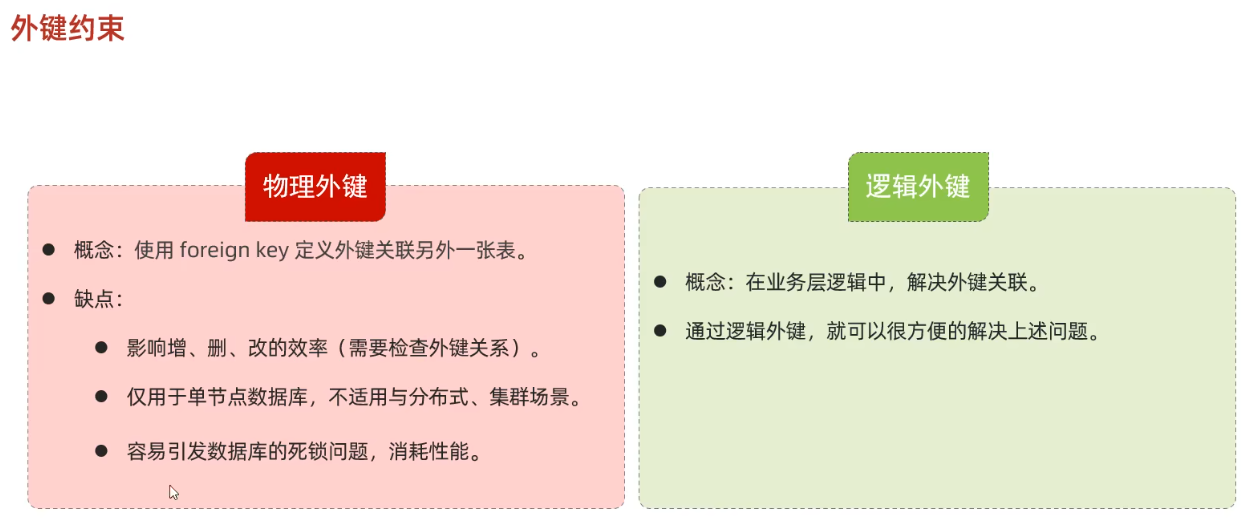 外键约束
物理外键
概念：使用 foreign key 定义外键关联另外一张表。
缺点：
影响增、删、改的效率（需要检查外键关系）。
仅用于单节点数据库，不适用与分布式、集群场景。
容易引发数据库的死锁问题，消耗性能。
逻辑外键
概念：在业务层逻辑中，解决外键关联。
通过逻辑外键，就可以很方便的解决上述问题。